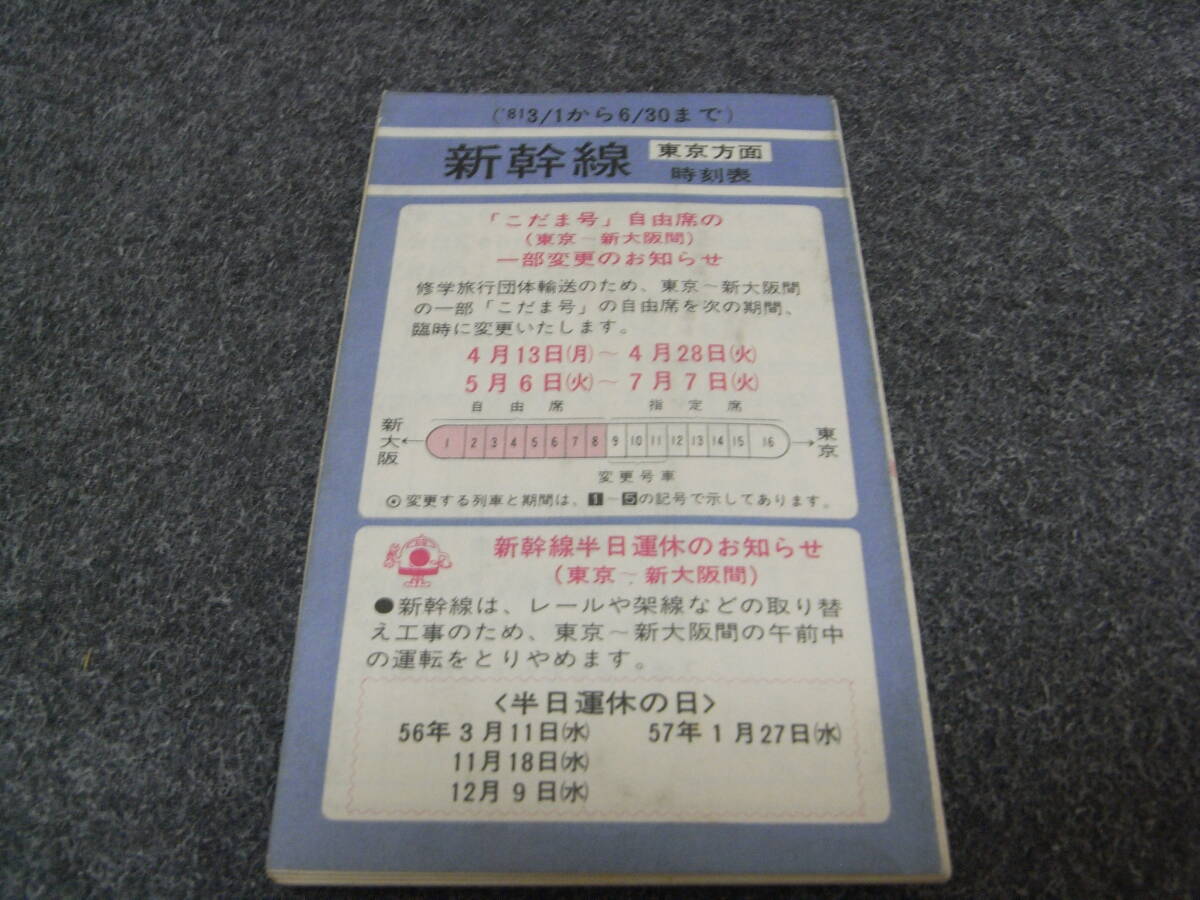 ('81 3/1から6/30まで)
新幹線 東京方面
時刻表
「こだま号」自由席の
(東京～新大阪間)
一部変更のお知らせ
修学旅行団体輸送のため、東京～新大阪間
の一部「こだま号」の自由席を次の期間、
臨時に変更いたします。
4月13日(月)～4月28日(火)
5月6日(火)～7月7日(火)
自由席 指定席
新大阪 ← 1 2 3 4 5 6 7 8 9 10 11 12 13 14 15 16 → 東京
変更号車
⊙変更する列車と期間は、1～5の記号で示してあります。
新幹線半日運休のお知らせ
(東京～新大阪間)
●新幹線は、レールや架線などの取り替
え工事のため、東京～新大阪間の午前中
の運転をとりやめます。
<半日運休の日>
56年3月11日(水) 57年1月27日(水)
11月18日(水)
12月9日(水)